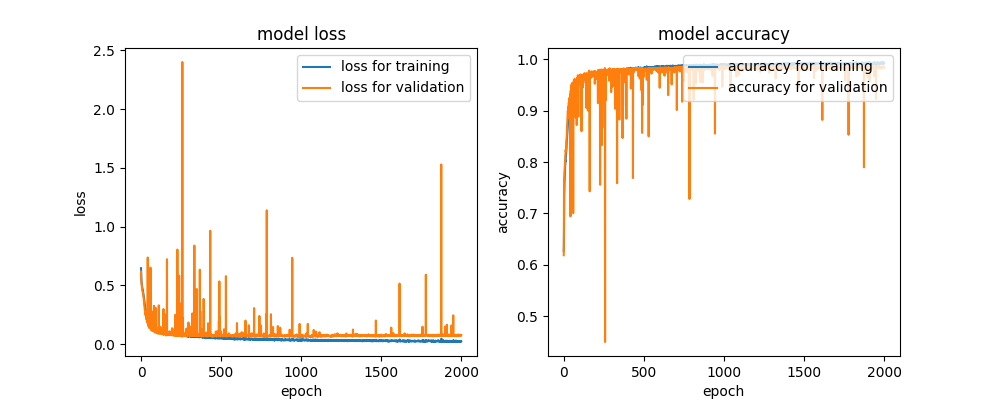 model loss
2.5
2.0
1.5
1.0
0.5
0.0
loss
0
500
1000
1500
2000
epoch
loss for training
loss for validation
model accuracy
1.0
0.9
0.8
0.7
0.6
0.5
accuracy
0
500
1000
1500
2000
epoch
acuraccy for training
accuracy for validation